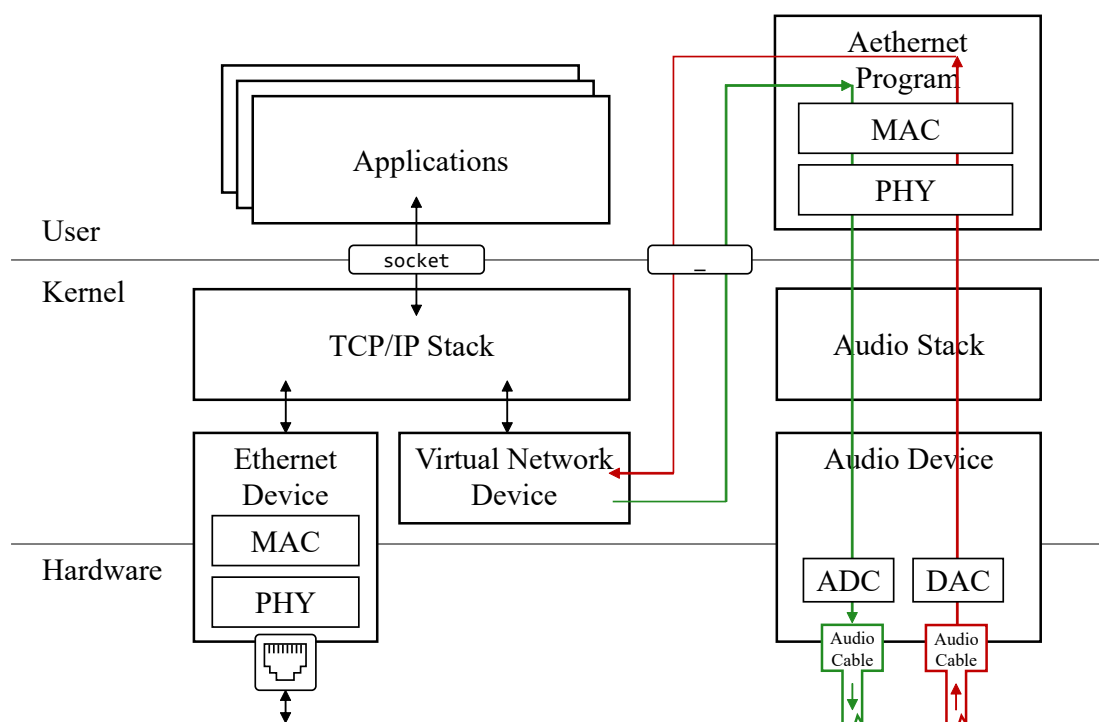 Aethernet
Program
MAC
PHY
Applications
User
socket
_
Kernel
TCP/IP Stack
Audio Stack
Ethernet
Device
MAC
PHY
Virtual Network
Device
Audio Device
Hardware
ADC
DAC
Audio
Cable
Audio
Cable